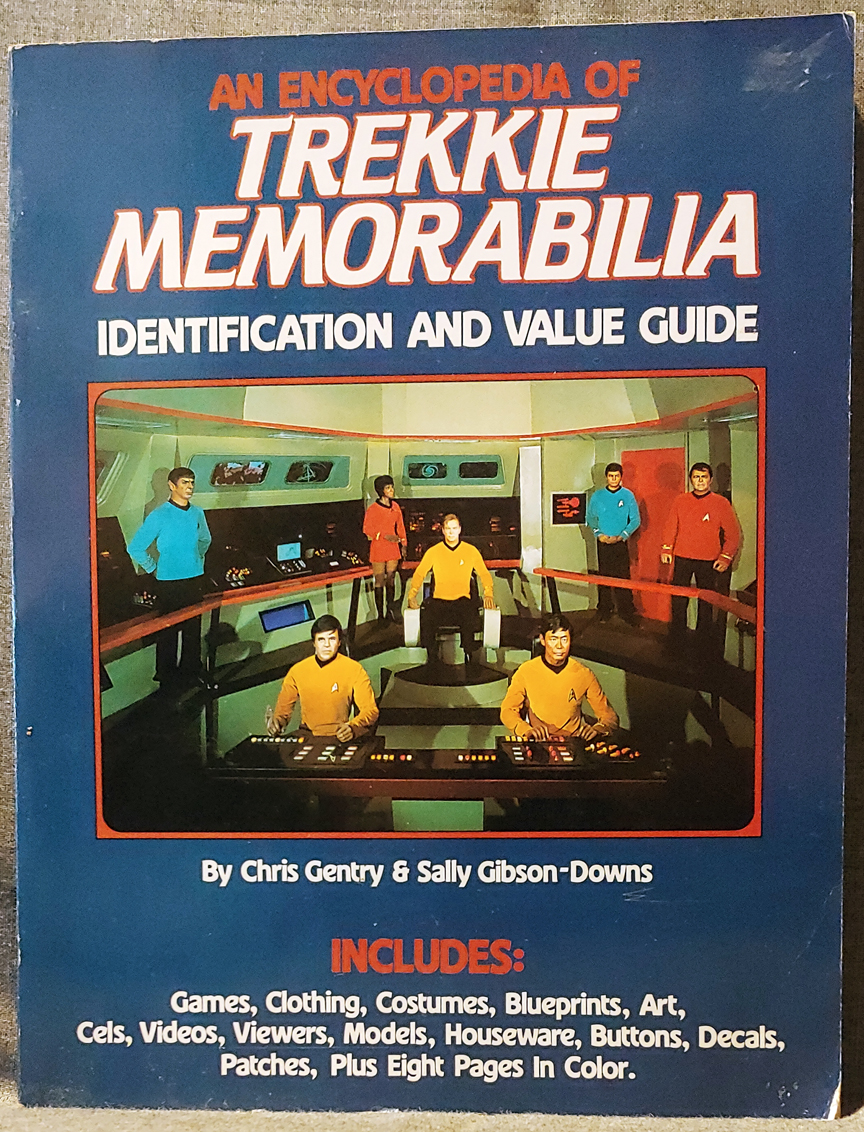 AN ENCYCLOPEDIA OF
TREKKIE
MEMORABILIA
IDENTIFICATION AND VALUE GUIDE
By Chris Gentry & Sally Gibson-Downs
INCLUDES:
Games, Clothing, Costumes, Blueprints, Art,
Cels, Videos, Viewers, Models, Houseware, Buttons, Decals,
Patches, Plus Eight Pages In Color.